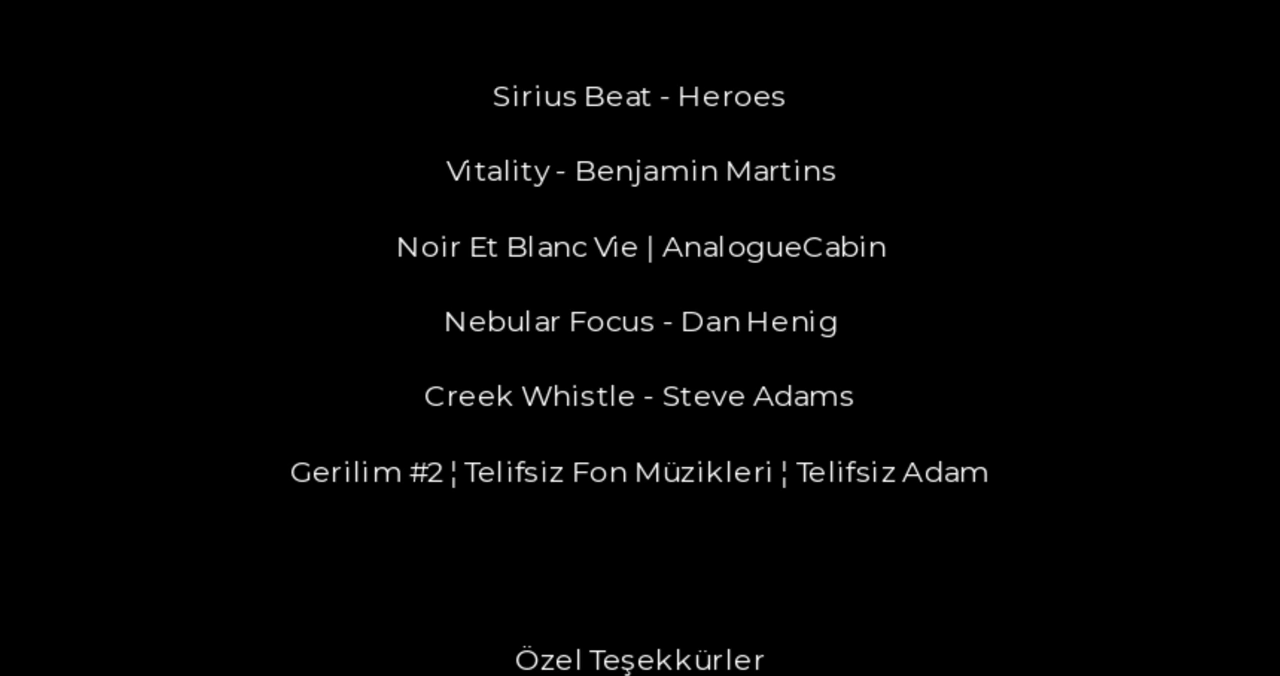 Sirius Beat - Heroes
Vitality - Benjamin Martins
Noir Et Blanc Vie | AnalogueCabin
Nebular Focus - Dan Henig
Creek Whistle - Steve Adams
Gerilim #2 ¦ Telifsiz Fon Müzikleri ¦ Telifsiz Adam
Özel Teşekkürler